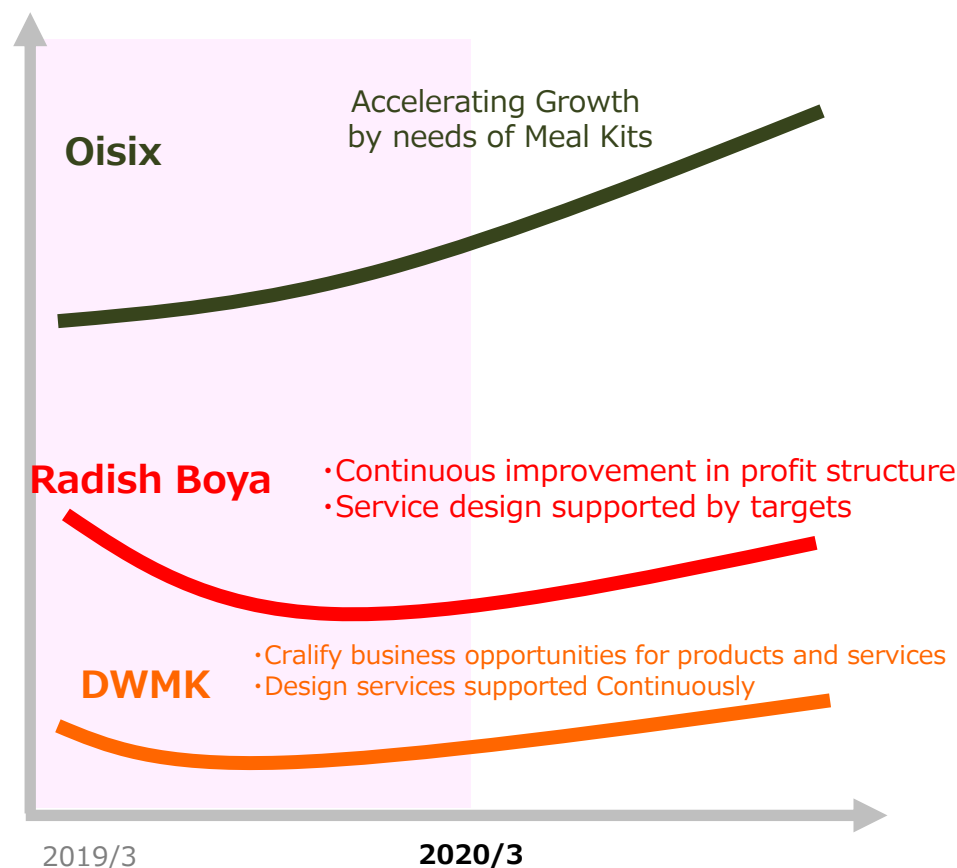 Accelerating Growth
by needs of Meal Kits
Oisix
Radish Boya
・Continuous improvement in profit structure
・Service design supported by targets
DWMK
・Cralify business opportunities for products and services
・Design services supported Continuously
2019/3
2020/3